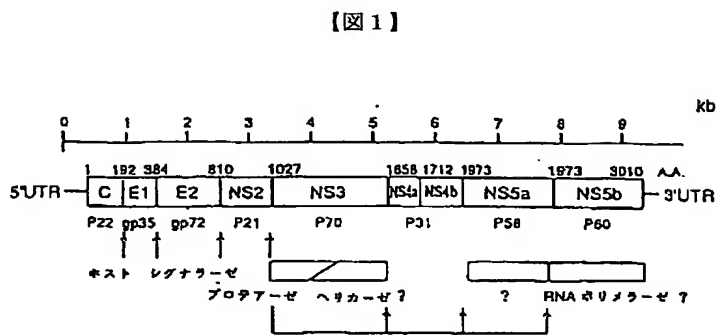 【図1】
0 1 2 3 4 5 6 7 8 9 kb
1 192 384 810 1027 1658 1712 1973 1973 3010 A.A.
5'UTR C E1 E2 NS2 NS3 NS4a NS4b NS5a NS5b 3'UTR
P22 gp35 gp72 P21 P70 P31 P58 P60
ホスト シグナラーゼ
プロテアーゼ ヘリカーゼ? ? RNAポリメラーゼ?